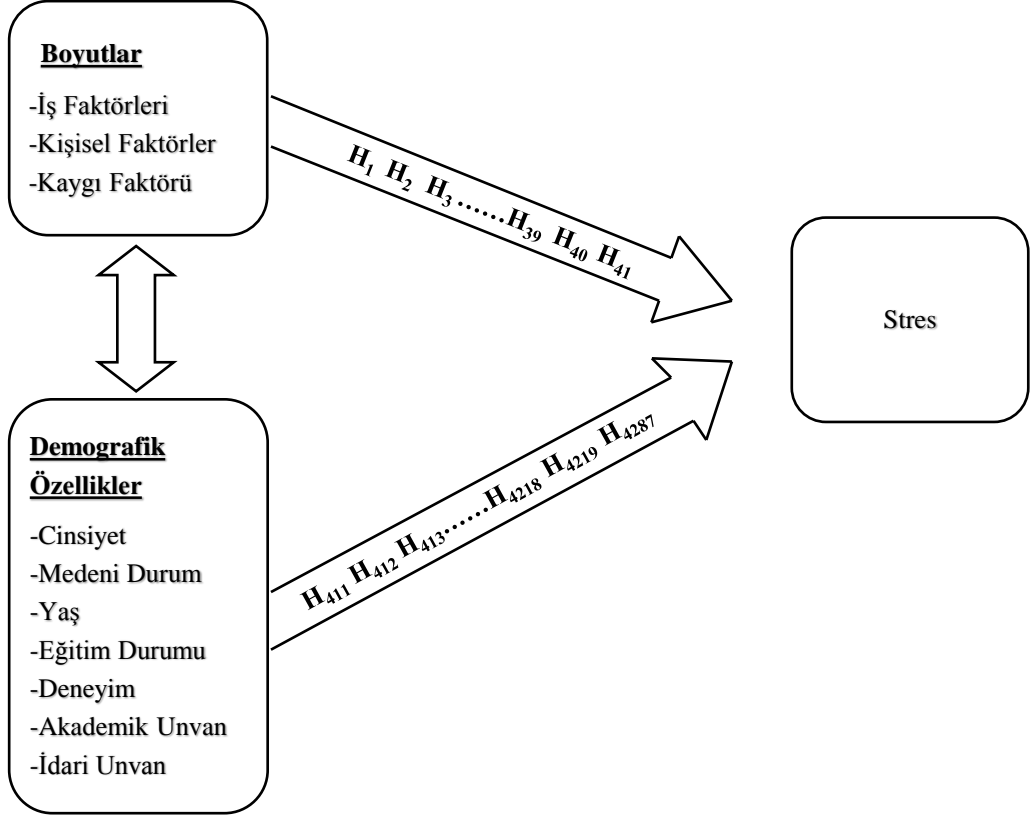 Boyutlar
-İş Faktörleri
-Kişisel Faktörler
-Kaygı Faktörü
H1 H2 H3......H39 H40 H41
Stres
Demografik
Özellikler
-Cinsiyet
-Medeni Durum
-Yaş
-Eğitim Durumu
-Deneyim
-Akademik Unvan
-İdari Unvan
H411 H412 H413......H4218 H4219 H4287